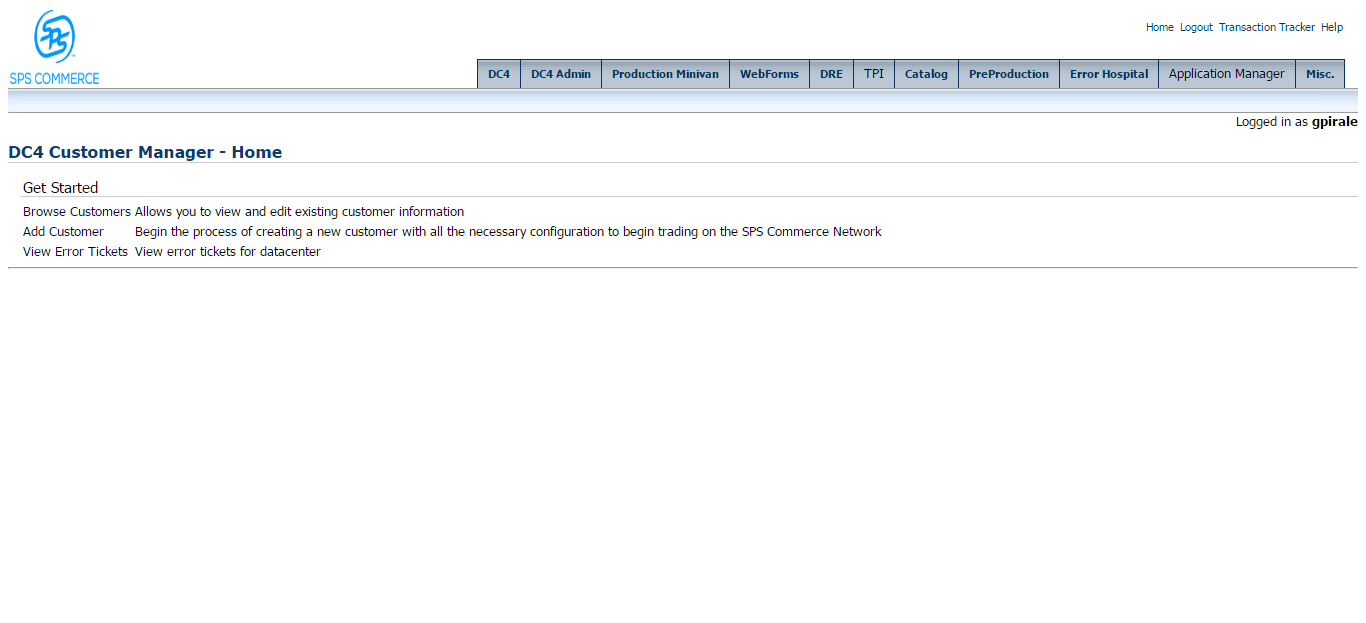 SPS
SPS COMMERCE
Home Logout Transaction Tracker Help
DC4 DC4 Admin Production Minivan WebForms DRE TPI Catalog PreProduction Error Hospital Application Manager Misc.
Logged in as gpirale
DC4 Customer Manager - Home
Get Started
Browse Customers Allows you to view and edit existing customer information
Add Customer Begin the process of creating a new customer with all the necessary configuration to begin trading on the SPS Commerce Network
View Error Tickets View error tickets for datacenter